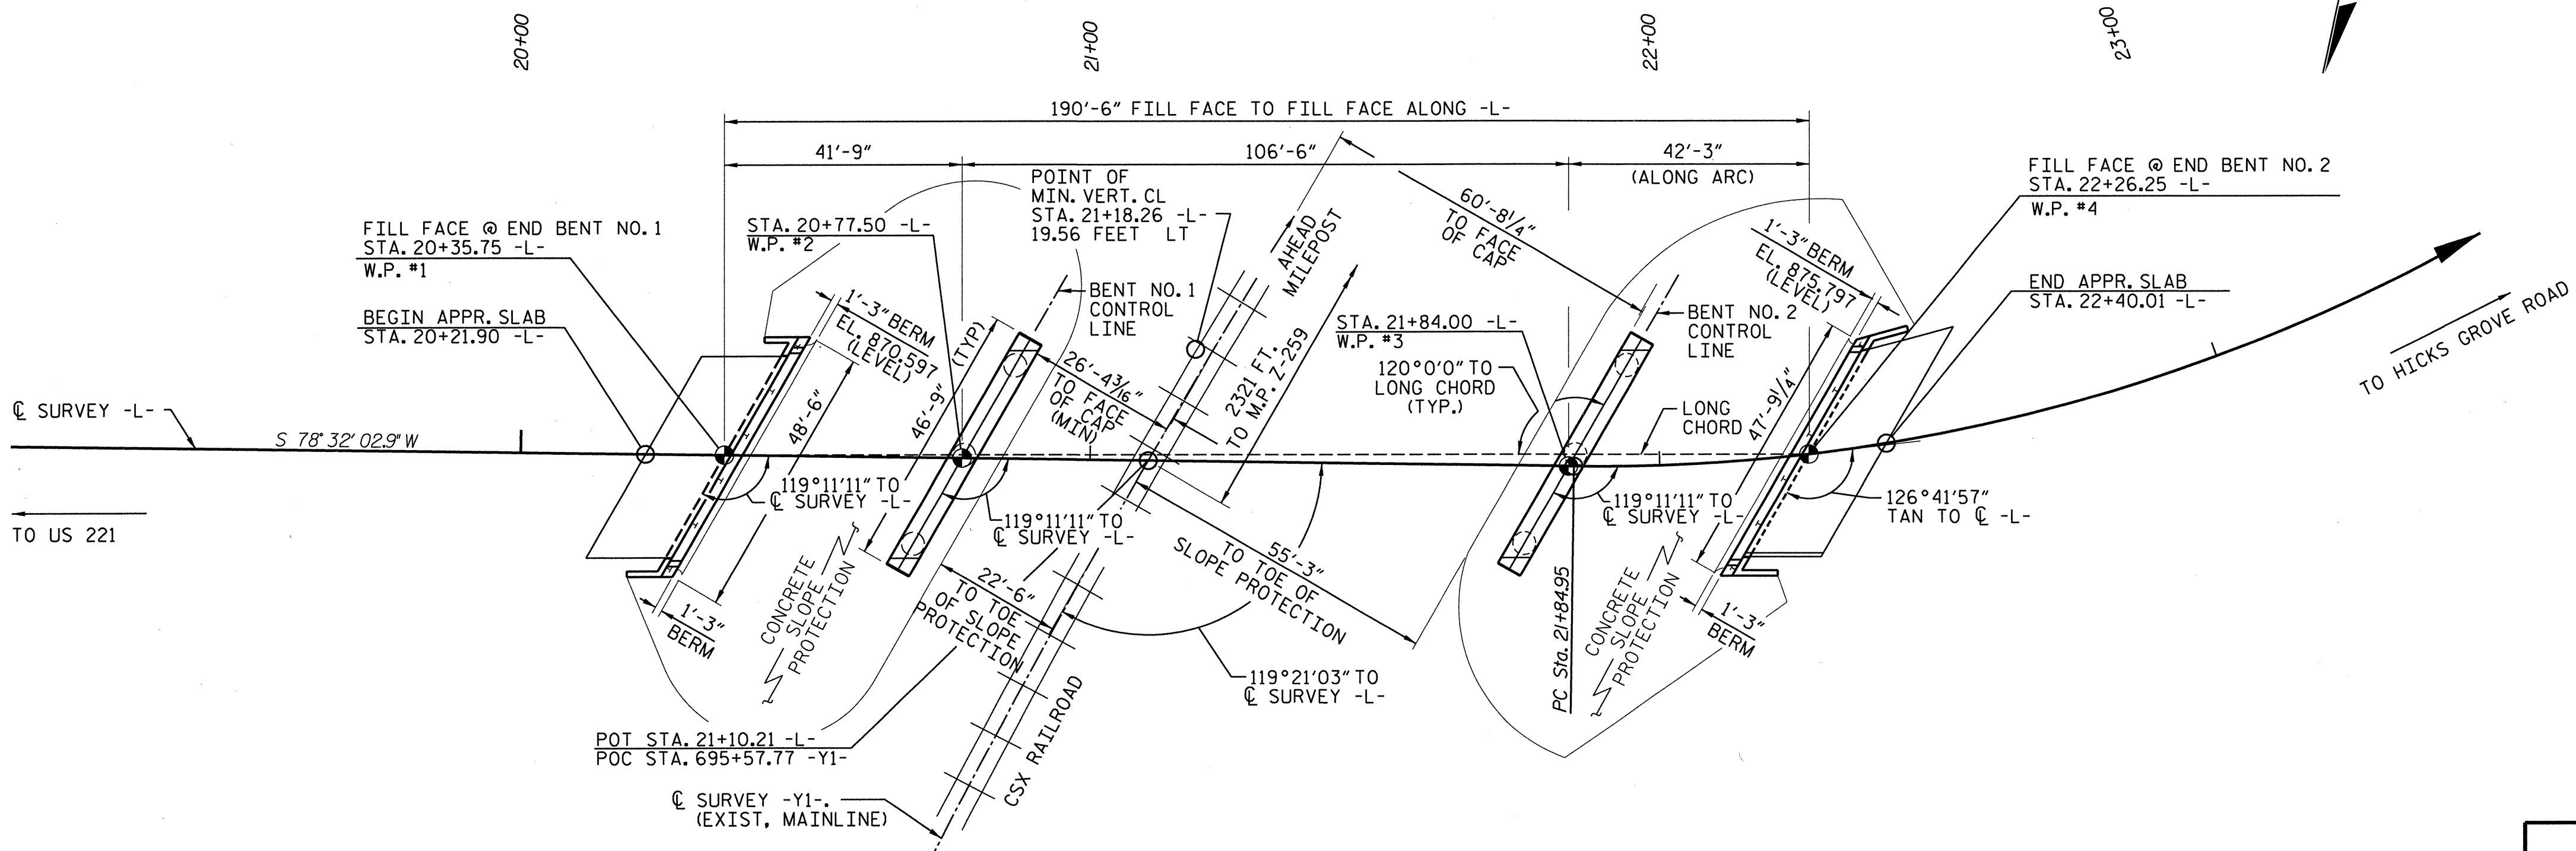 20+00
21+00
22+00
23+00
190'-6" FILL FACE TO FILL FACE ALONG -L-
41'-9"
106'-6"
42'-3"
(ALONG ARC)
POINT OF
MIN. VERT. CL
STA. 21+18.26 -L-
19.56 FEET LT
FILL FACE @ END BENT NO. 1
STA. 20+35.75 -L-
W.P. #1
BEGIN APPR. SLAB
STA. 20+21.90 -L-
STA. 20+77.50 -L-
W.P. #2
1'-3" BERM
EL. 870.597
(LEVEL)
BENT NO. 1
CONTROL
LINE
AHEAD
MILEPOST
60'-8 1/4"
TO FACE
OF CAP
STA. 21+84.00 -L-
W.P. #3
120°0'0" TO
LONG CHORD
(TYP.)
BENT NO. 2
CONTROL
LINE
LONG
CHORD
1'-3" BERM
EL. 875.797
(LEVEL)
FILL FACE @ END BENT NO. 2
STA. 22+26.25 -L-
W.P. #4
END APPR. SLAB
STA. 22+40.01 -L-
TO HICKS GROVE ROAD
℄ SURVEY -L-
S 78° 32' 02.9" W
TO US 221
48'-6"
46'-9" (TYP)
26'-4 3/16"
TO FACE
OF CAP
(MIN)
2321 FT.
TO M.P. Z-259
47'-9 1/4"
119°11'11" TO
℄ SURVEY -L-
119°11'11" TO
℄ SURVEY -L-
119°11'11" TO
℄ SURVEY -L-
126°41'57"
TAN TO ℄ -L-
1'-3"
BERM
CONCRETE
SLOPE
PROTECTION
22'-6"
TO TOE
OF SLOPE
PROTECTION
55'-3"
TO TOE OF
SLOPE PROTECTION
119°21'03" TO
℄ SURVEY -L-
PC Sta. 21+84.95
CONCRETE
SLOPE
PROTECTION
1'-3"
BERM
POT STA. 21+10.21 -L-
POC STA. 695+57.77 -Y1-
℄ SURVEY -Y1-.
(EXIST, MAINLINE)
CSX RAILROAD